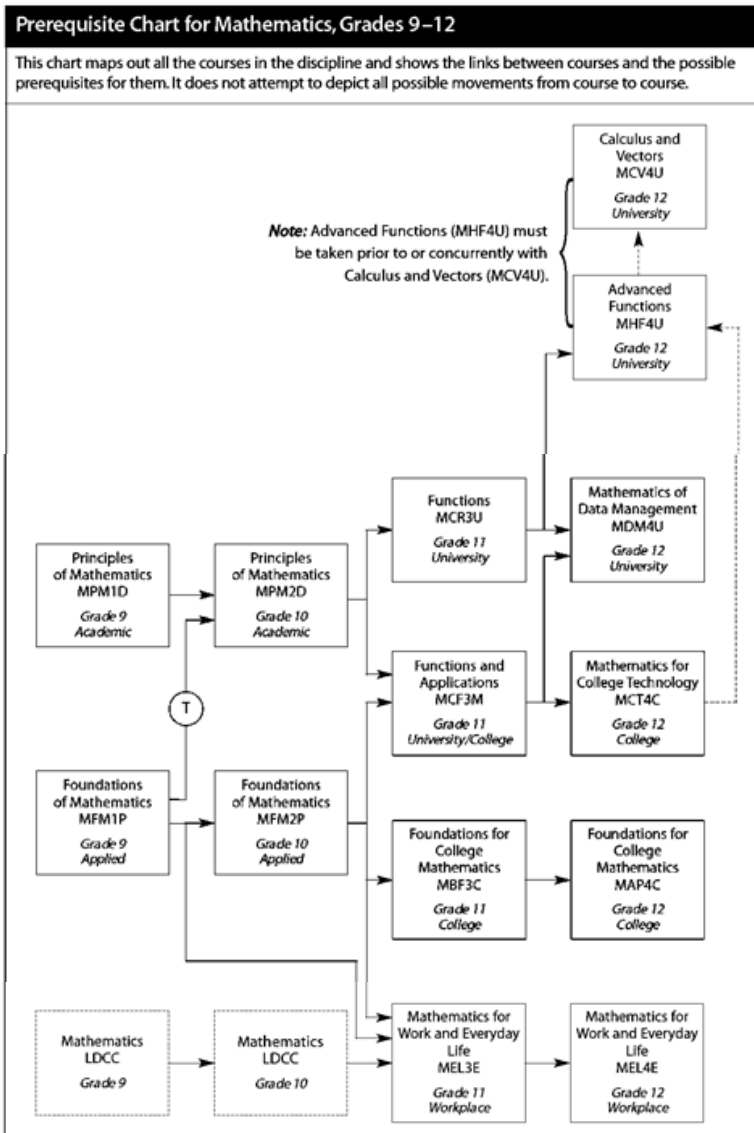 Prerequisite Chart for Mathematics, Grades 9–12
This chart maps out all the courses in the discipline and shows the links between courses and the possible
prerequisites for them. It does not attempt to depict all possible movements from course to course.
Calculus and
Vectors
MCV4U
Grade 12
University
Note: Advanced Functions (MHF4U) must
be taken prior to or concurrently with
Calculus and Vectors (MCV4U).
Advanced
Functions
MHF4U
Grade 12
University
Functions
MCR3U
Grade 11
University
Mathematics of
Data Management
MDM4U
Grade 12
University
Principles
of Mathematics
MPM1D
Grade 9
Academic
Principles
of Mathematics
MPM2D
Grade 10
Academic
Functions and
Applications
MCF3M
Grade 11
University/College
Mathematics for
College Technology
MCT4C
Grade 12
College
T
Foundations
of Mathematics
MFM1P
Grade 9
Applied
Foundations
of Mathematics
MFM2P
Grade 10
Applied
Foundations for
College
Mathematics
MBF3C
Grade 11
College
Foundations for
College
Mathematics
MAP4C
Grade 12
College
Mathematics
LDCC
Grade 9
Mathematics
LDCC
Grade 10
Mathematics for
Work and Everyday
Life
MEL3E
Grade 11
Workplace
Mathematics for
Work and Everyday
Life
MEL4E
Grade 12
Workplace